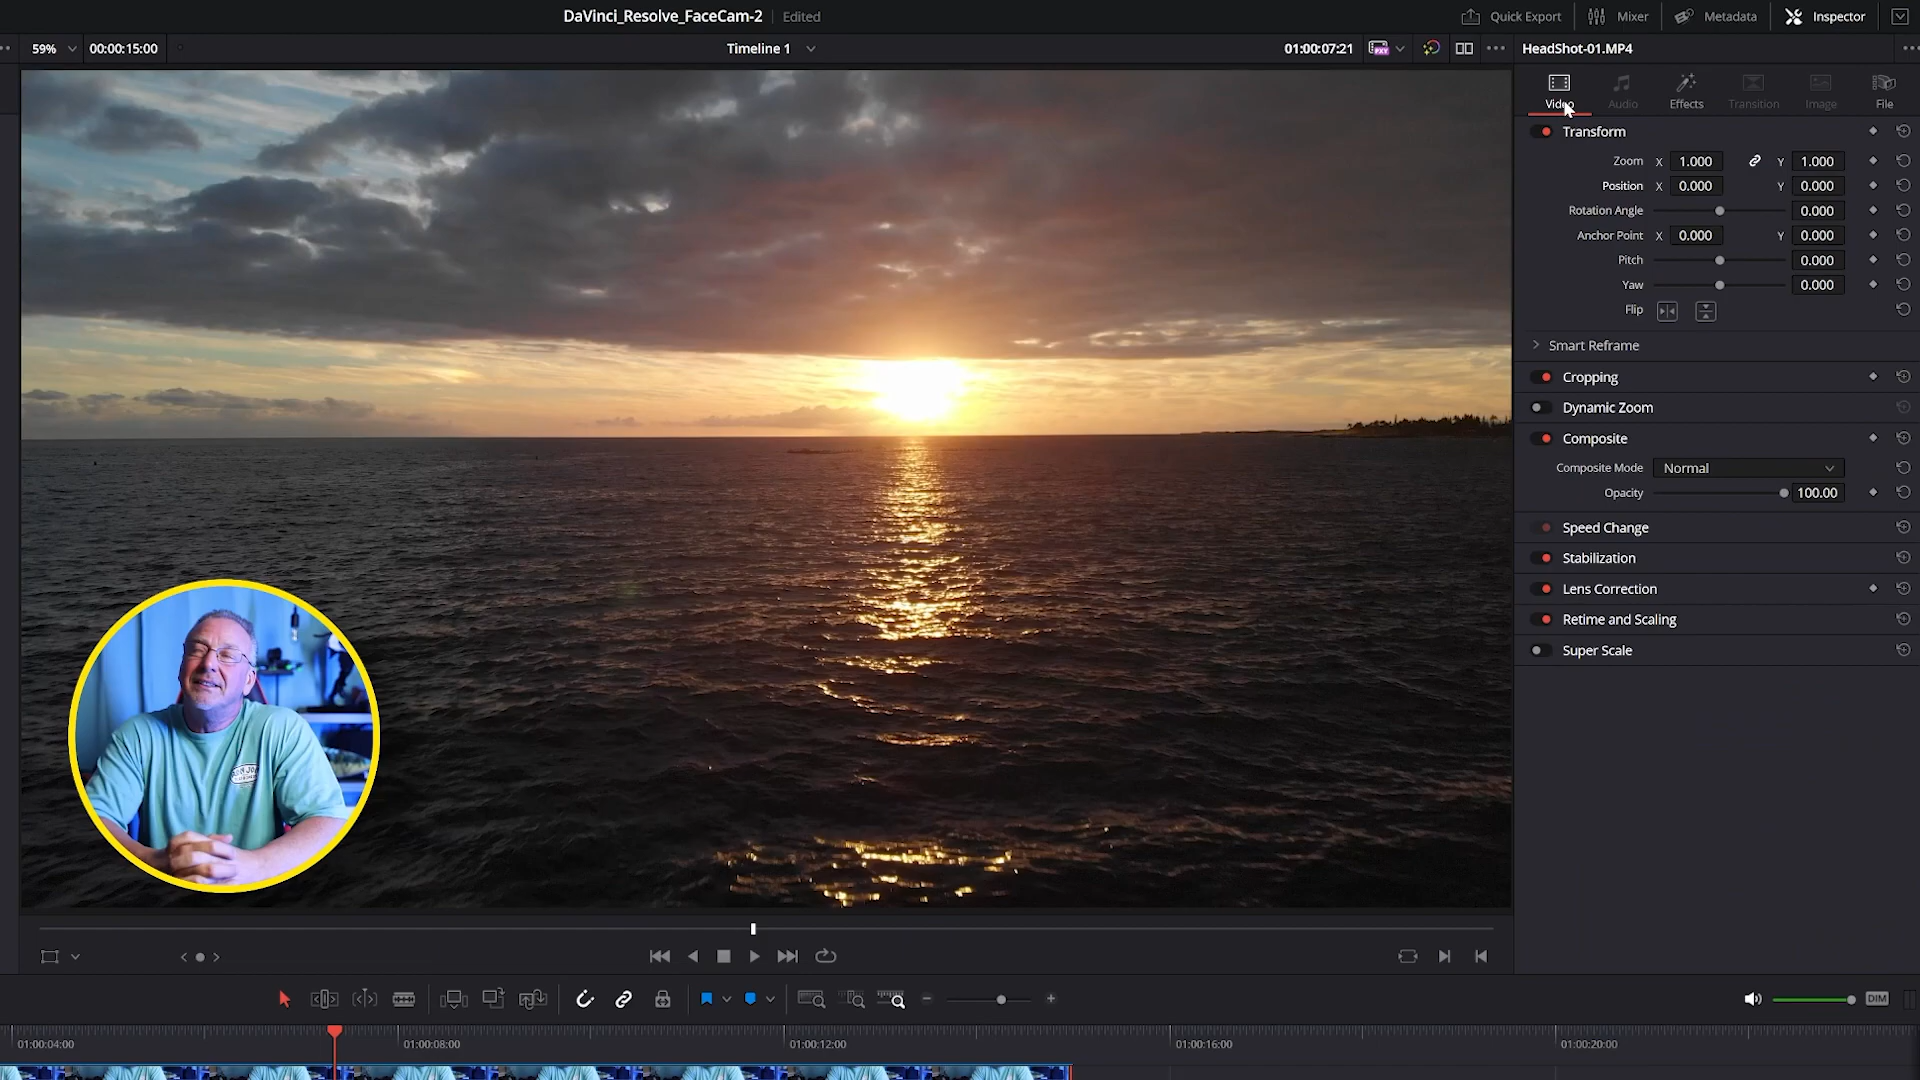 DaVinci_Resolve_FaceCam-2 Edited
Quick Export Mixer Metadata Inspector
59% 00:00:15:00 Timeline 1 01:00:07:21 HeadShot-01.MP4
Video Audio Effects Transition Image File
Transform
Zoom X 1.000 Y 1.000
Position X 0.000 Y 0.000
Rotation Angle 0.000
Anchor Point X 0.000 Y 0.000
Pitch 0.000
Yaw 0.000
Flip
Smart Reframe
Cropping
Dynamic Zoom
Composite
Composite Mode Normal
Opacity 100.00
Speed Change
Stabilization
Lens Correction
Retime and Scaling
Super Scale
DIM
01:00:04:00 01:00:08:00 01:00:12:00 01:00:16:00 01:00:20:00